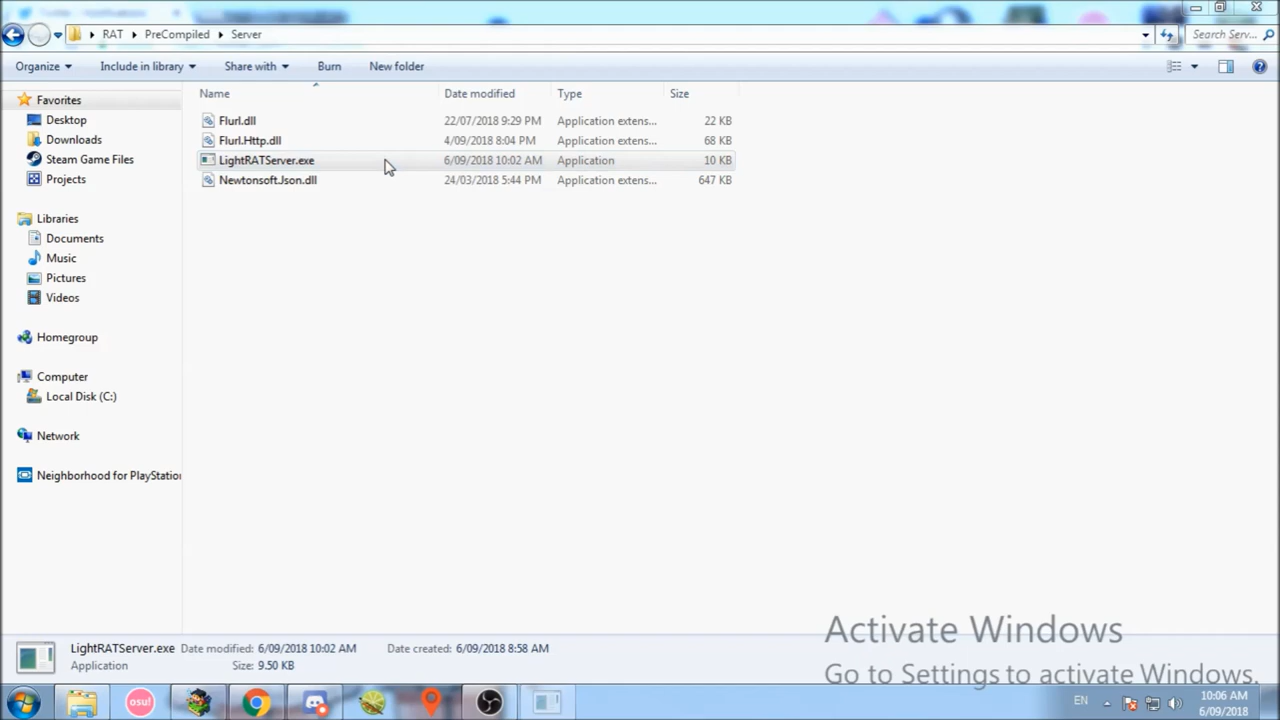 RAT PreCompiled Server
Search Serv...
Organize Include in library Share with Burn New folder
Name Date modified Type Size
Favorites
Desktop
Downloads
Steam Game Files
Projects
Libraries
Documents
Music
Pictures
Videos
Homegroup
Computer
Local Disk (C:)
Network
Neighborhood for PlayStation
Flurl.dll 22/07/2018 9:29 PM Application extens... 22 KB
Flurl.Http.dll 4/09/2018 8:04 PM Application extens... 68 KB
LightRATServer.exe 6/09/2018 10:02 AM Application 10 KB
Newtonsoft.Json.dll 24/03/2018 5:44 PM Application extens... 647 KB
Activate Windows
Go to Settings to activate Windows.
LightRATServer.exe Date modified: 6/09/2018 10:02 AM Date created: 6/09/2018 8:58 AM
Application Size: 9.50 KB
osu!
EN
10:06 AM
6/09/2018